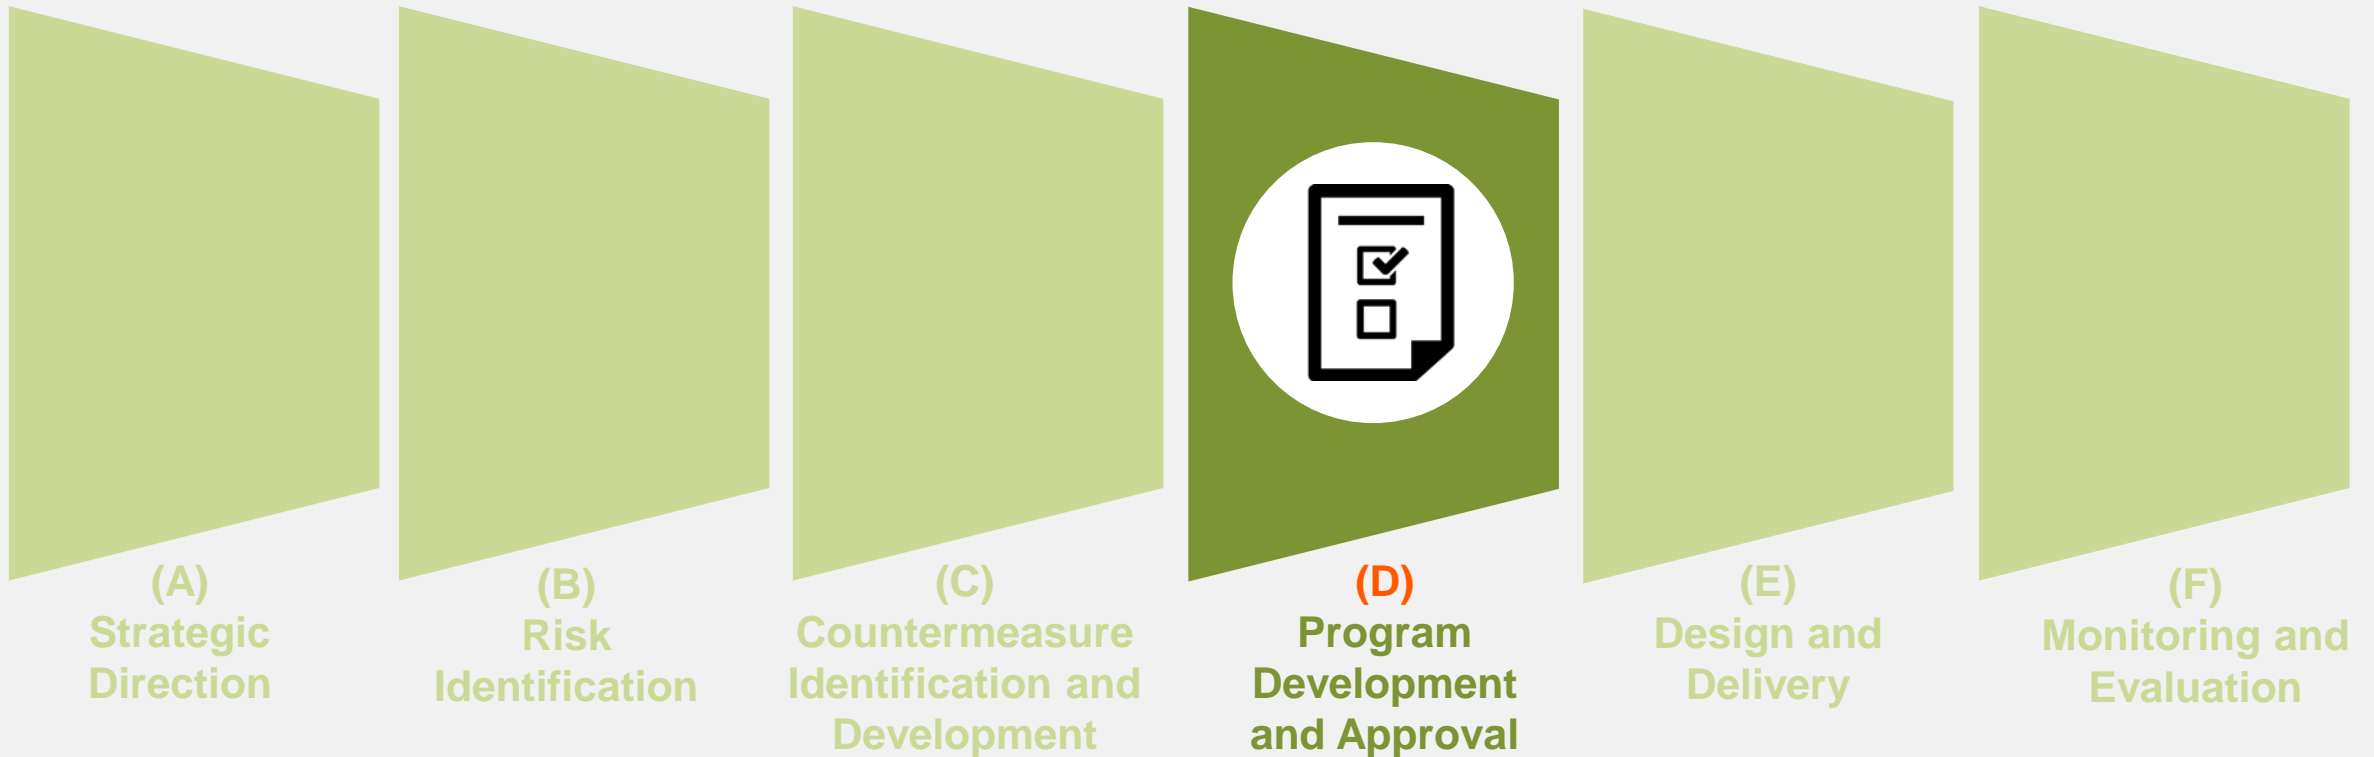 (A)
Strategic
Direction
(B)
Risk
Identification
(C)
Countermeasure
Identification and
Development
(D)
Program
Development
and Approval
(E)
Design and
Delivery
(F)
Monitoring and
Evaluation